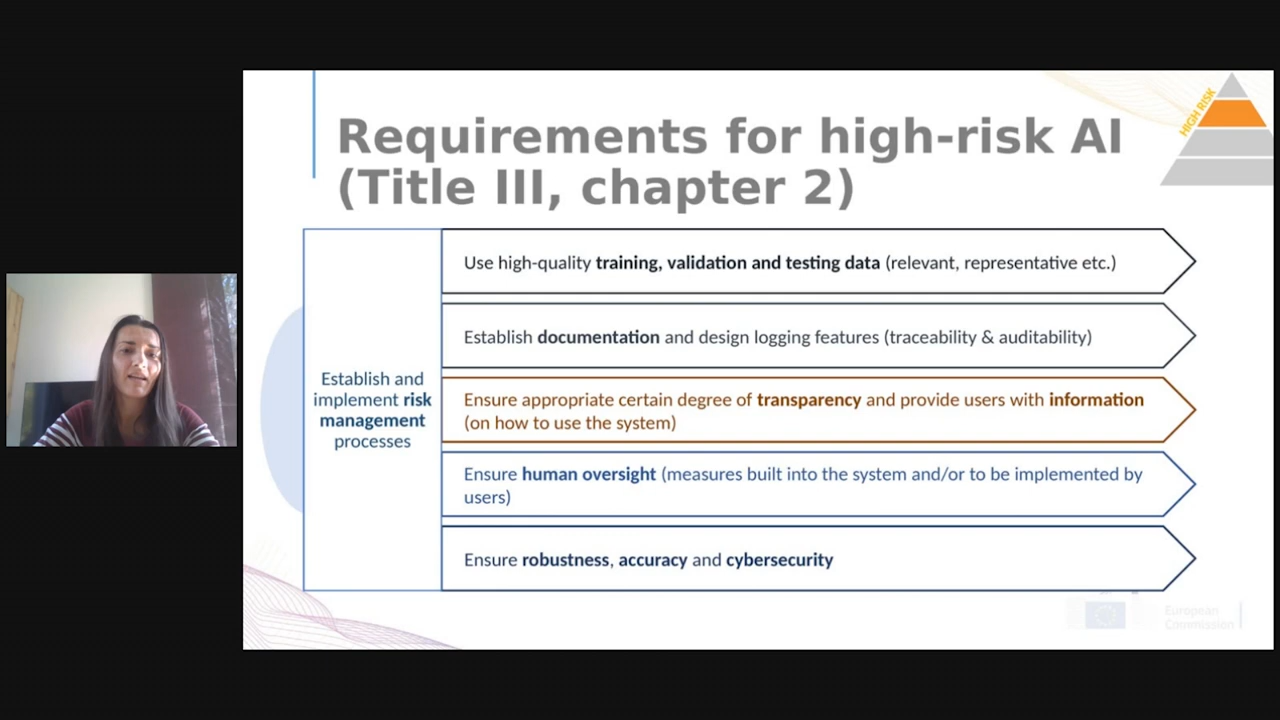 Requirements for high-risk AI
(Title III, chapter 2)
HIGH RISK
Establish and
implement risk
management
processes
Use high-quality training, validation and testing data (relevant, representative etc.)
Establish documentation and design logging features (traceability & auditability)
Ensure appropriate certain degree of transparency and provide users with information
(on how to use the system)
Ensure human oversight (measures built into the system and/or to be implemented by
users)
Ensure robustness, accuracy and cybersecurity
European
Commission